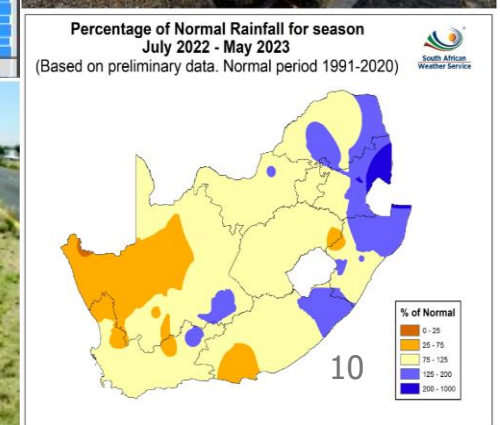 Percentage of Normal Rainfall for season
July 2022 - May 2023
(Based on preliminary data. Normal period 1991-2020)
South African
Weather Service
% of Normal
0 - 25
25 - 75
75 - 125
125 - 200
200 - 1000
10